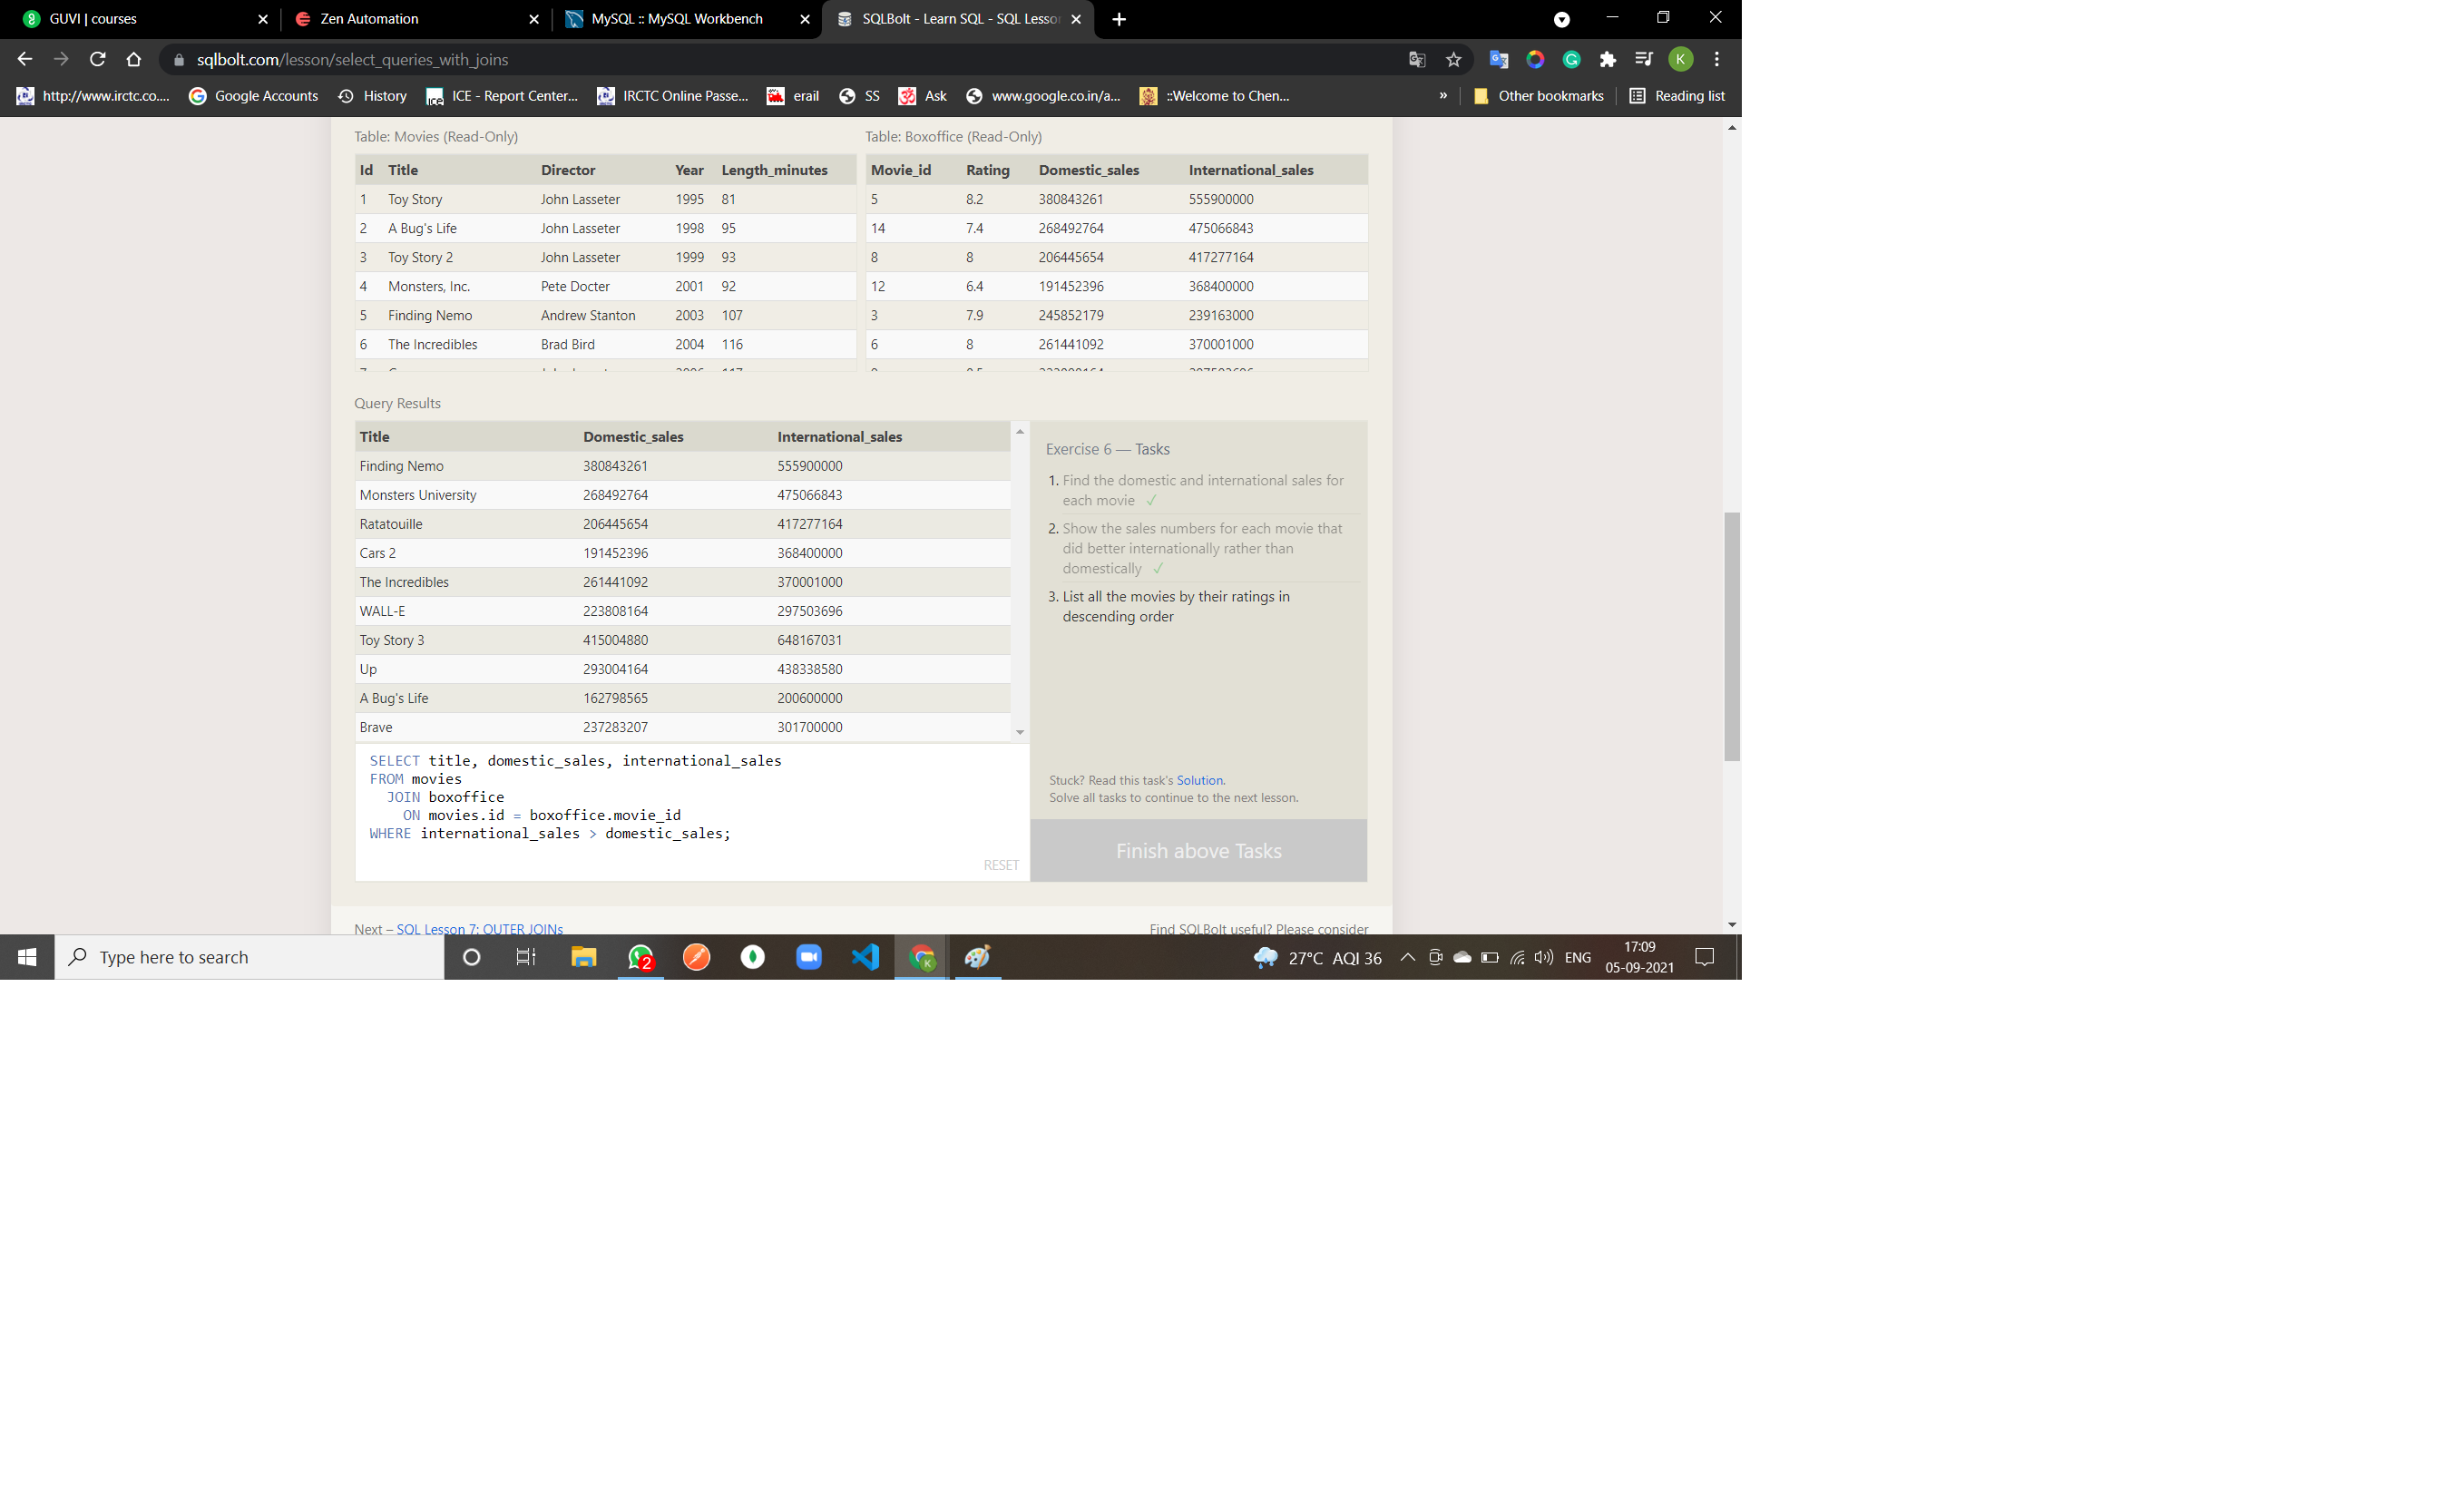 GUVI | courses
Zen Automation
MySQL :: MySQL Workbench
SQLBolt - Learn SQL - SQL Lesso
sqlbolt.com/lesson/select_queries_with_joins
K
http://www.irctc.co.... Google Accounts History ICE - Report Center... IRCTC Online Passe... erail SS Ask www.google.co.in/a... ::Welcome to Chen... » Other bookmarks Reading list
Table: Movies (Read-Only)
Id Title Director Year Length_minutes
1 Toy Story John Lasseter 1995 81
2 A Bug's Life John Lasseter 1998 95
3 Toy Story 2 John Lasseter 1999 93
4 Monsters, Inc. Pete Docter 2001 92
5 Finding Nemo Andrew Stanton 2003 107
6 The Incredibles Brad Bird 2004 116
Table: Boxoffice (Read-Only)
Movie_id Rating Domestic_sales International_sales
5 8.2 380843261 555900000
14 7.4 268492764 475066843
8 8 206445654 417277164
12 6.4 191452396 368400000
3 7.9 245852179 239163000
6 8 261441092 370001000
Query Results
Title Domestic_sales International_sales
Finding Nemo 380843261 555900000
Monsters University 268492764 475066843
Ratatouille 206445654 417277164
Cars 2 191452396 368400000
The Incredibles 261441092 370001000
WALL-E 223808164 297503696
Toy Story 3 415004880 648167031
Up 293004164 438338580
A Bug's Life 162798565 200600000
Brave 237283207 301700000
SELECT title, domestic_sales, international_sales
FROM movies
JOIN boxoffice
ON movies.id = boxoffice.movie_id
WHERE international_sales > domestic_sales;
RESET
Exercise 6 — Tasks
1. Find the domestic and international sales for
each movie ✓
2. Show the sales numbers for each movie that
did better internationally rather than
domestically ✓
3. List all the movies by their ratings in
descending order
Stuck? Read this task's Solution.
Solve all tasks to continue to the next lesson.
Finish above Tasks
Next – SQL Lesson 7: OUTER JOINs
Find SQLBolt useful? Please consider
Type here to search
2
K
27°C AQI 36
ENG
17:09
05-09-2021